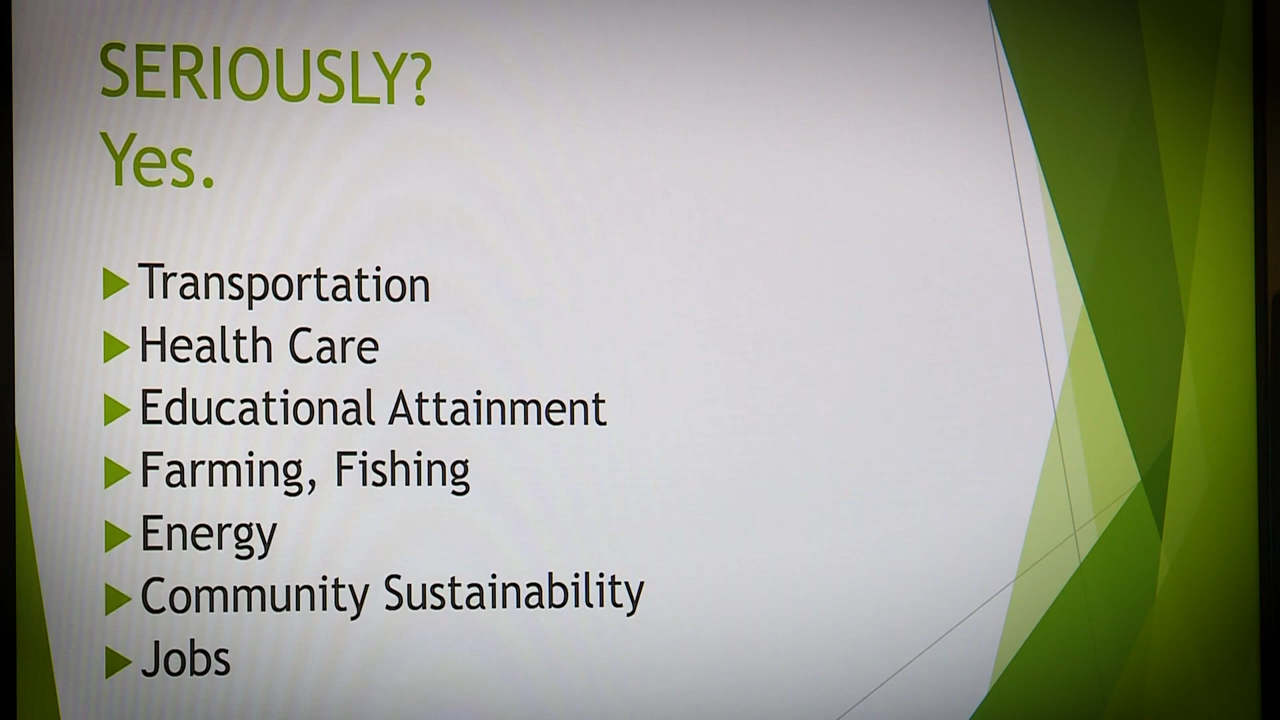 SERIOUSLY?
Yes.
Transportation
Health Care
Educational Attainment
Farming, Fishing
Energy
Community Sustainability
Jobs